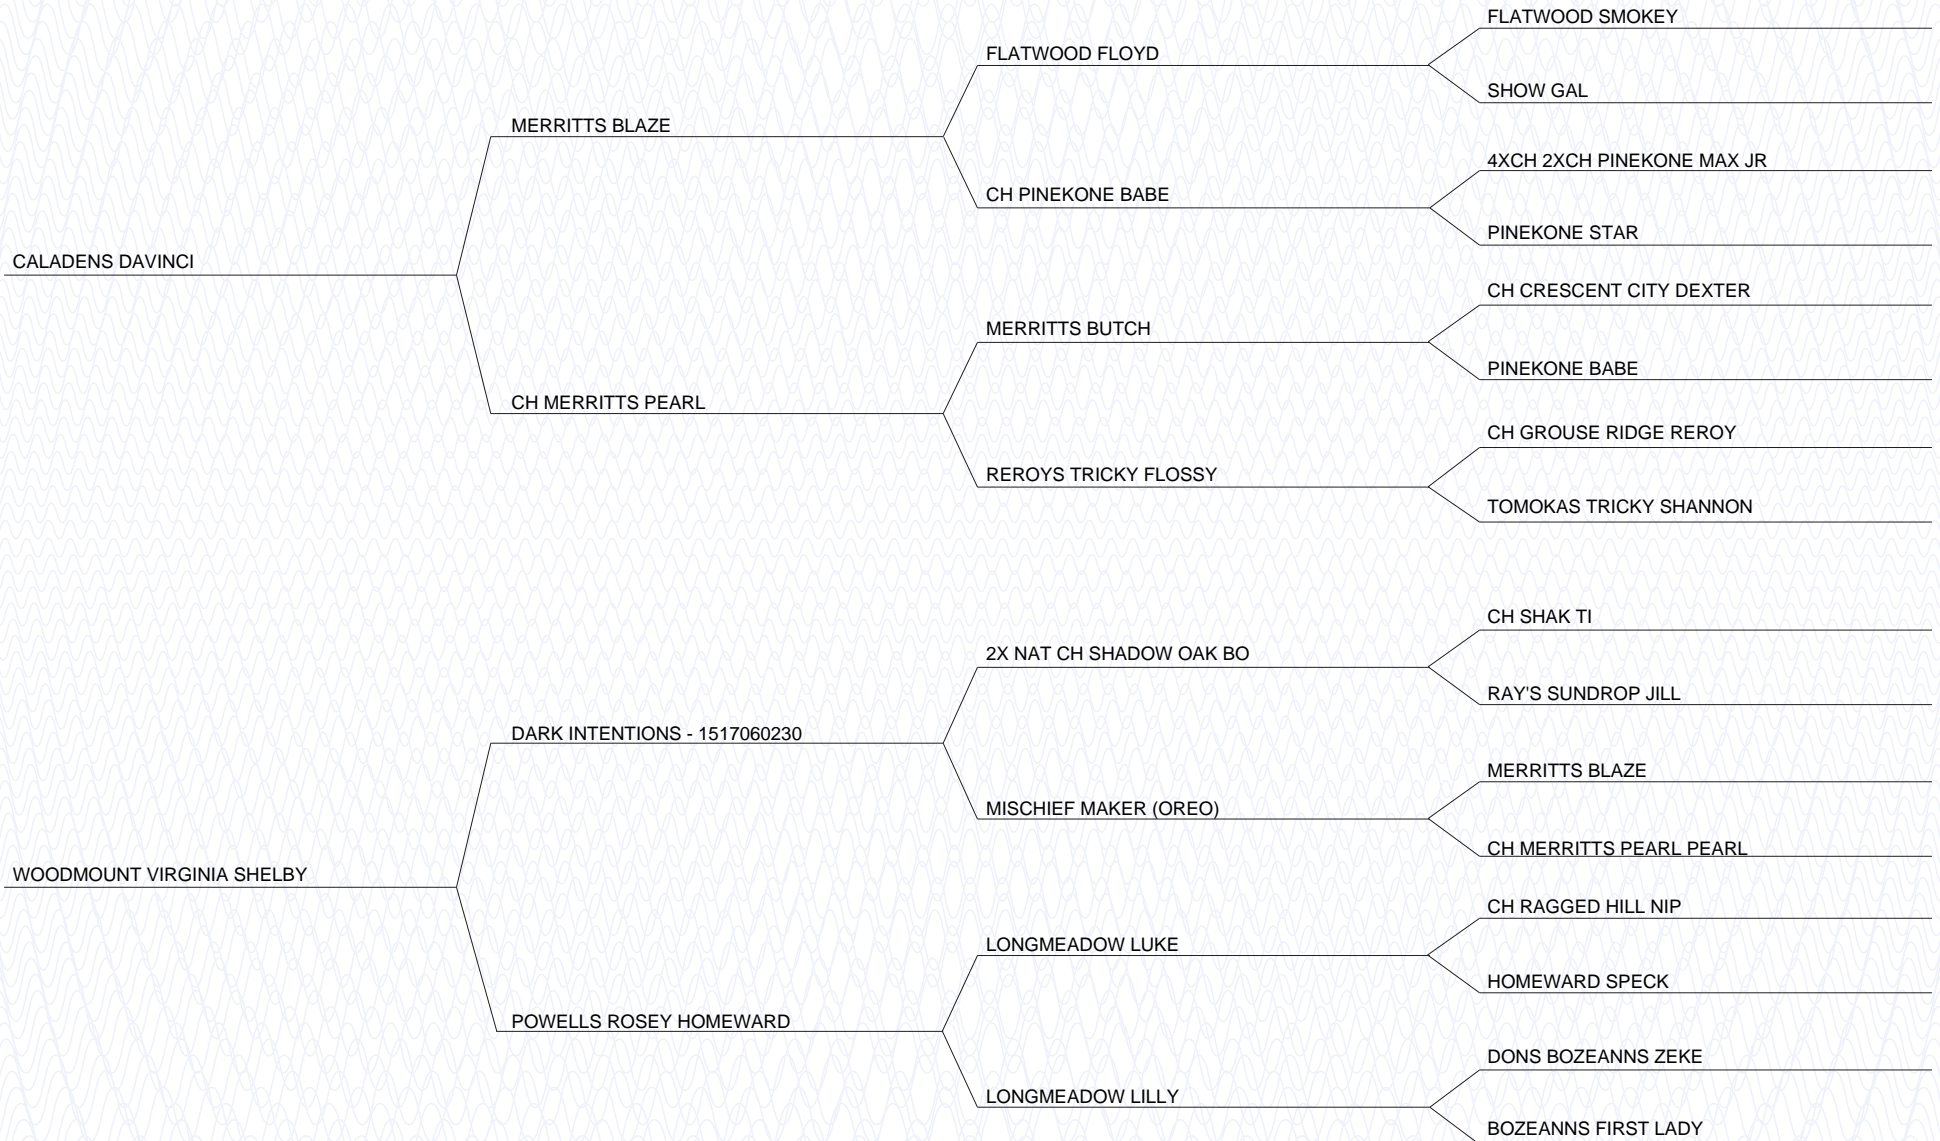 FLATWOOD SMOKEY
FLATWOOD FLOYD
SHOW GAL
MERRITTS BLAZE
4XCH 2XCH PINEKONE MAX JR
CH PINEKONE BABE
PINEKONE STAR
CALADENS DAVINCI
CH CRESCENT CITY DEXTER
MERRITTS BUTCH
PINEKONE BABE
CH MERRITTS PEARL
CH GROUSE RIDGE REROY
REROYS TRICKY FLOSSY
TOMOKAS TRICKY SHANNON
CH SHAK TI
2X NAT CH SHADOW OAK BO
RAY'S SUNDROP JILL
DARK INTENTIONS - 1517060230
MERRITTS BLAZE
MISCHIEF MAKER (OREO)
CH MERRITTS PEARL PEARL
WOODMOUNT VIRGINIA SHELBY
CH RAGGED HILL NIP
LONGMEADOW LUKE
HOMEWARD SPECK
POWELLS ROSEY HOMEWARD
DONS BOZEANNS ZEKE
LONGMEADOW LILLY
BOZEANNS FIRST LADY